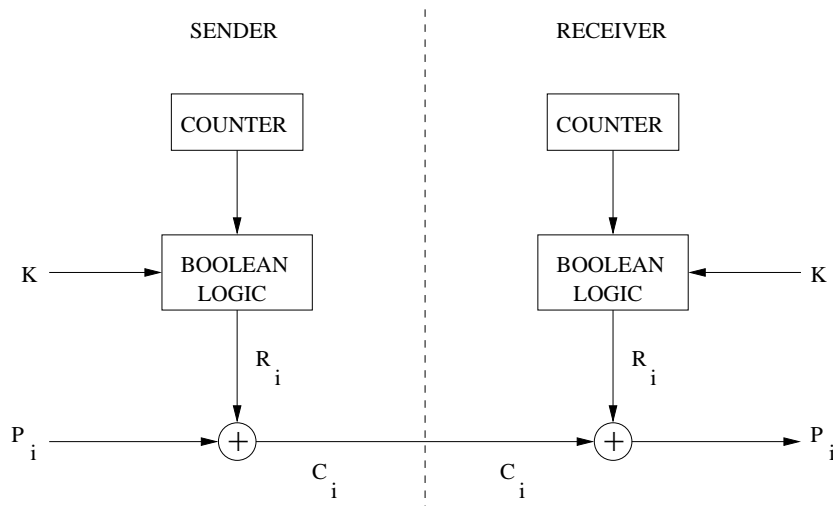 SENDER
RECEIVER
COUNTER
COUNTER
K
BOOLEAN
LOGIC
BOOLEAN
LOGIC
K
R i
R i
P i
+
+
P i
C i
C i